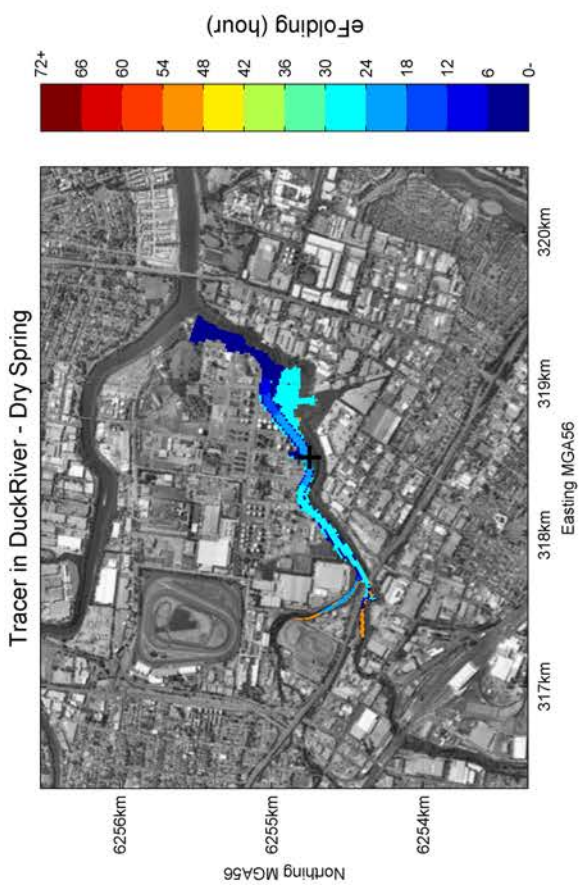 Tracer in DuckRiver - Dry Spring
6256km
6255km
6254km
Northing MGA56
317km
318km
319km
320km
Easting MGA56
eFolding (hour)
72+
66
60
54
48
42
36
30
24
18
12
6
0-